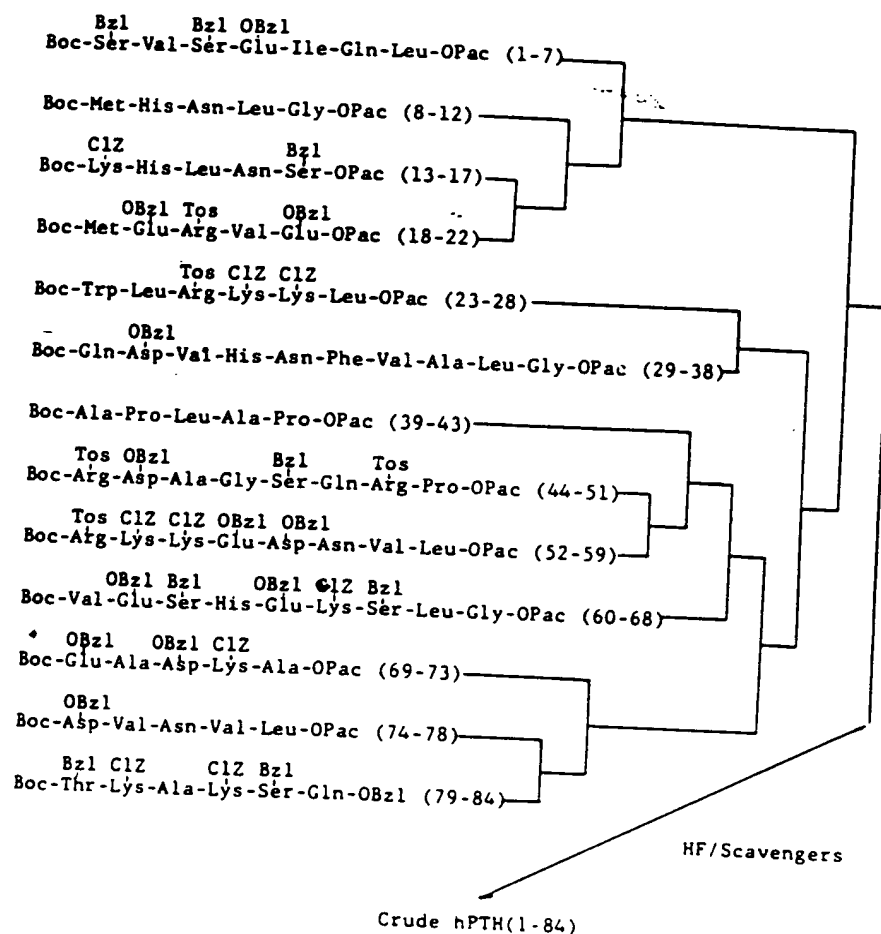 Bzl Bzl OBzl
Boc-Ser-Val-Ser-Glu-Ile-Gln-Leu-OPac (1-7)
Boc-Met-His-Asn-Leu-Gly-OPac (8-12)
ClZ Bzl
Boc-Lys-His-Leu-Asn-Ser-OPac (13-17)
OBzl Tos OBzl
Boc-Met-Glu-Arg-Val-Glu-OPac (18-22)
Tos ClZ ClZ
Boc-Trp-Leu-Arg-Lys-Lys-Leu-OPac (23-28)
OBzl
Boc-Gln-Asp-Val-His-Asn-Phe-Val-Ala-Leu-Gly-OPac (29-38)
Boc-Ala-Pro-Leu-Ala-Pro-OPac (39-43)
Tos OBzl Bzl Tos
Boc-Arg-Asp-Ala-Gly-Ser-Gln-Arg-Pro-OPac (44-51)
Tos ClZ ClZ OBzl OBzl
Boc-Arg-Lys-Lys-Glu-Asp-Asn-Val-Leu-OPac (52-59)
OBzl Bzl OBzl ClZ Bzl
Boc-Val-Glu-Ser-His-Glu-Lys-Ser-Leu-Gly-OPac (60-68)
OBzl OBzl ClZ
Boc-Glu-Ala-Asp-Lys-Ala-OPac (69-73)
OBzl
Boc-Asp-Val-Asn-Val-Leu-OPac (74-78)
Bzl ClZ ClZ Bzl
Boc-Thr-Lys-Ala-Lys-Ser-Gln-OBzl (79-84)
HF/Scavengers
Crude hPTH(1-84)